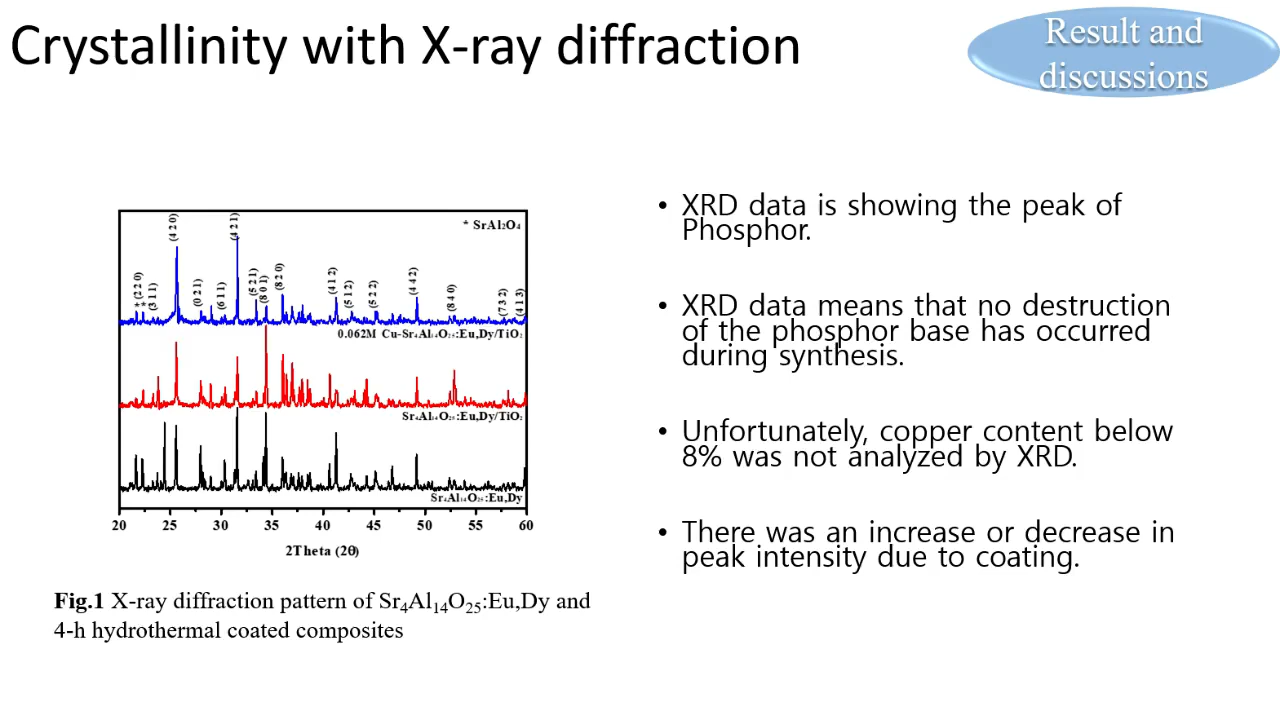 Crystallinity with X-ray diffraction
Result and
discussions
* SrAl2O4
* (2 2 0)
*
(3 1 1)
(4 2 0)
(0 2 1)
(6 1 1)
(4 2 1)
(5 2 1)
(8 0 1)
(8 2 0)
(4 1 2)
(5 1 2)
(5 2 2)
(4 4 2)
(8 4 0)
(7 3 2)
(4 1 3)
0.062M Cu-Sr4Al14O25:Eu,Dy/TiO2
Sr4Al14O25:Eu,Dy/TiO2
Sr4Al14O25:Eu,Dy
20 25 30 35 40 45 50 55 60
2Theta (2θ)
Fig.1 X-ray diffraction pattern of Sr4Al14O25:Eu,Dy and
4-h hydrothermal coated composites
• XRD data is showing the peak of
Phosphor.
• XRD data means that no destruction
of the phosphor base has occurred
during synthesis.
• Unfortunately, copper content below
8% was not analyzed by XRD.
• There was an increase or decrease in
peak intensity due to coating.